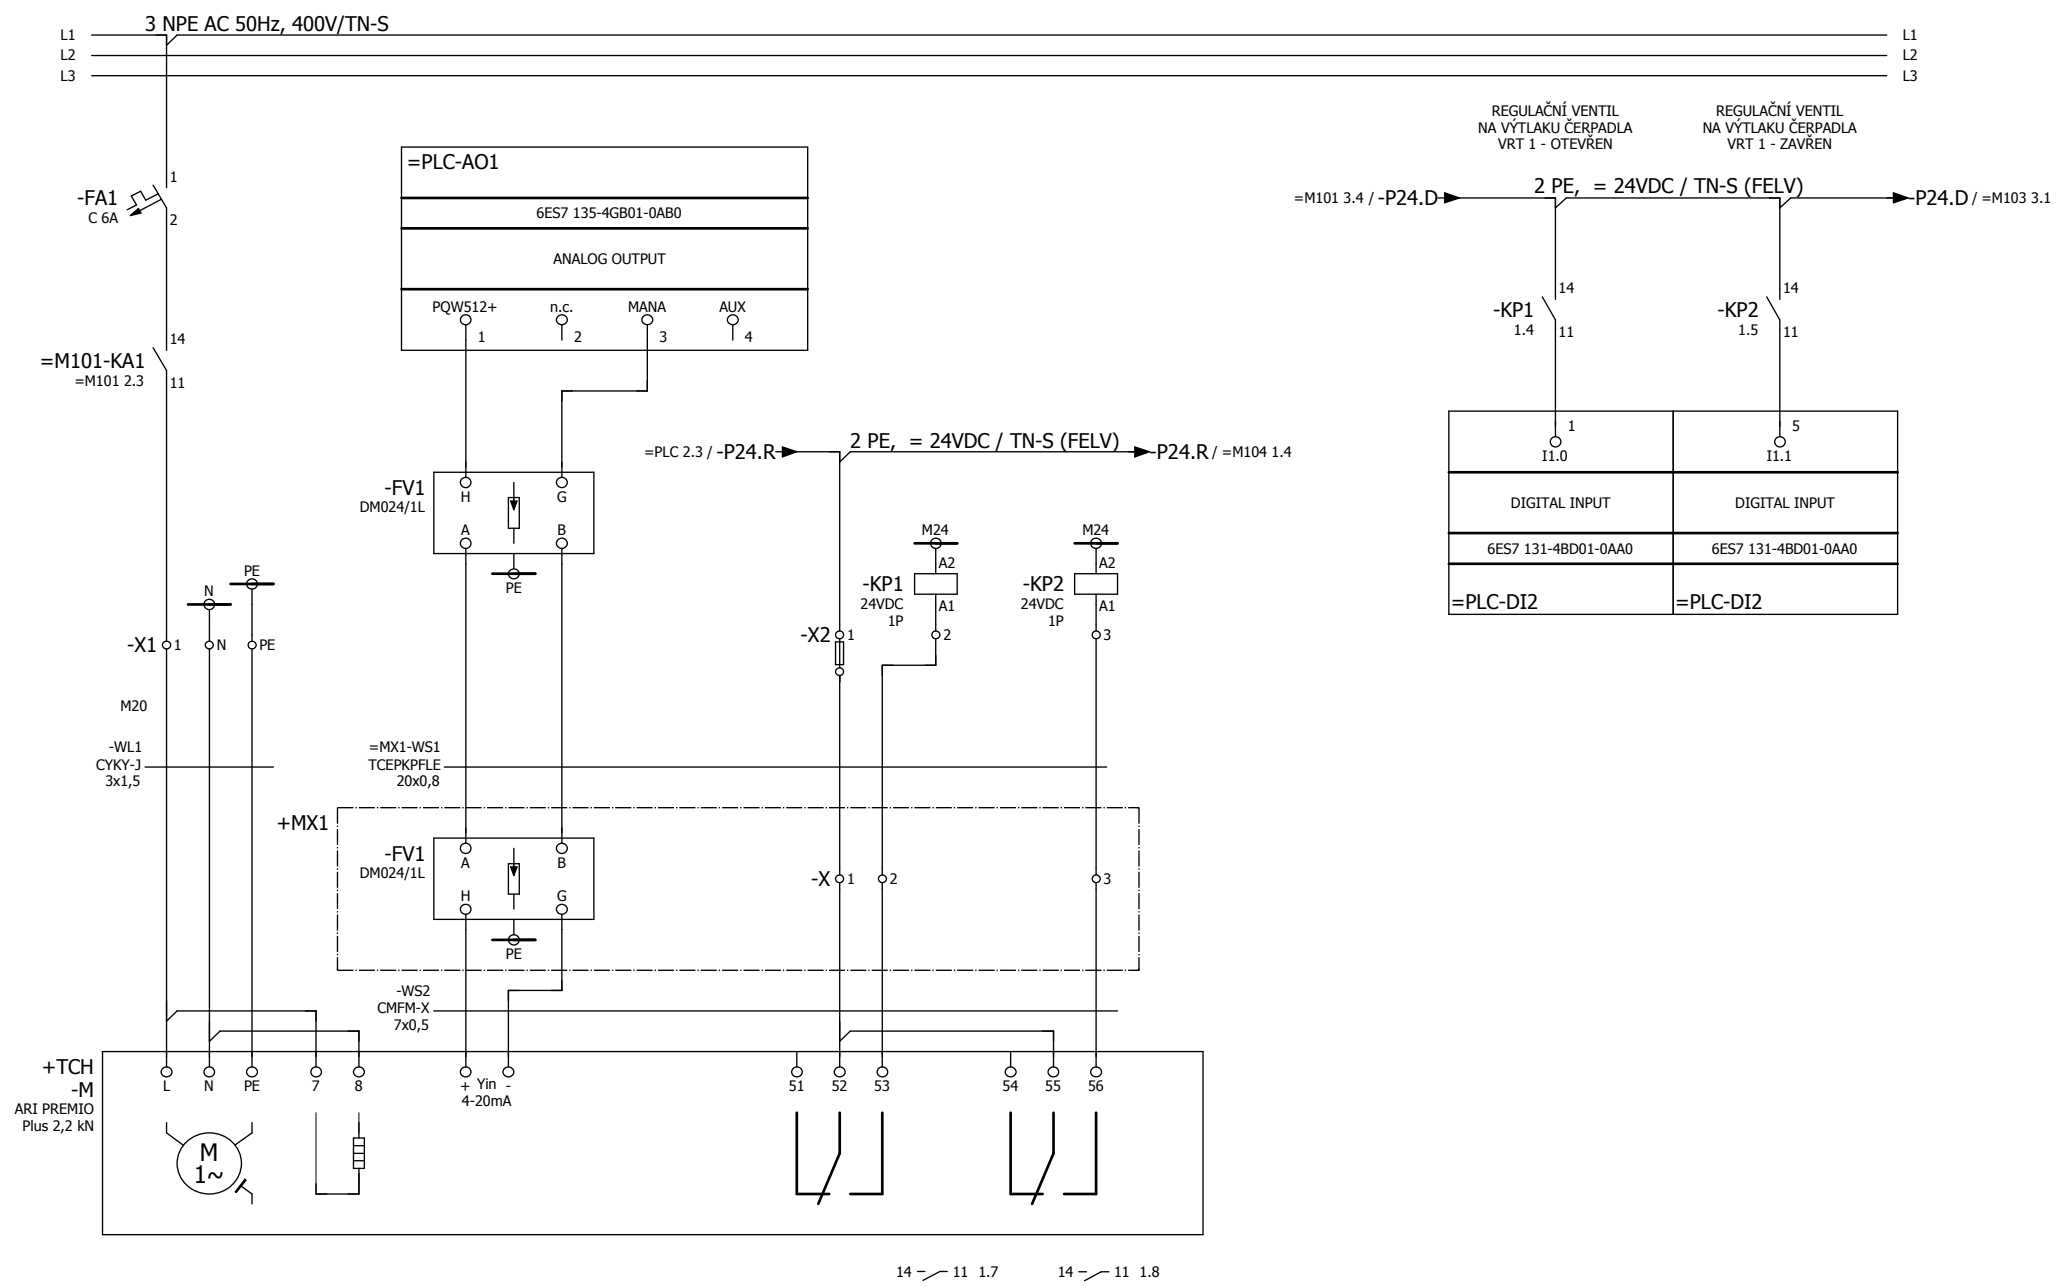 3 NPE AC 50Hz, 400V/TN-S
L1
L1
L2
L2
L3
L3
REGULAČNÍ VENTIL
NA VÝTLAKU ČERPADLA
VRT 1 - OTEVŘEN
REGULAČNÍ VENTIL
NA VÝTLAKU ČERPADLA
VRT 1 - ZAVŘEN
=PLC-AO1
6ES7 135-4GB01-0AB0
ANALOG OUTPUT
PQW512+
n.c.
MANA
AUX
1
2
3
4
-FA1
C 6A
1
2
=M101-KA1
=M101 2.3
14
11
=M101 3.4 / -P24.D
2 PE,  = 24VDC / TN-S (FELV)
-P24.D / =M103 3.1
-KP1
1.4
14
11
-KP2
1.5
14
11
1
I1.0
5
I1.1
DIGITAL INPUT
DIGITAL INPUT
6ES7 131-4BD01-0AA0
6ES7 131-4BD01-0AA0
=PLC-DI2
=PLC-DI2
=PLC 2.3 / -P24.R
2 PE,  = 24VDC / TN-S (FELV)
-P24.R / =M104 1.4
-FV1
DM024/1L
H
G
A
B
PE
M24
A2
-KP1
24VDC
1P
A1
2
M24
A2
-KP2
24VDC
1P
A1
3
-X2
1
N
PE
-X1
1
N
PE
M20
-WL1
CYKY-J
3x1,5
=MX1-WS1
TCEPKPFLE
20x0,8
+MX1
-FV1
DM024/1L
A
B
H
G
PE
-X
1
2
3
-WS2
CMFM-X
7x0,5
+TCH
-M
ARI PREMIO
Plus 2,2 kN
L
N
PE
7
8
+ Yin -
4-20mA
51
52
53
54
55
56
M
1~
14
11 1.7
14
11 1.8